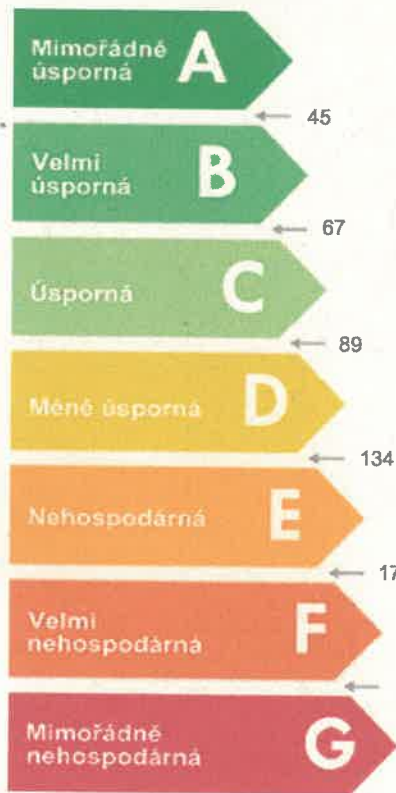 Mimořádně
úsporná
A
45
Velmi
úsporná
B
67
Úsporná
C
89
Méně úsporná
D
134
Nehospodárná
E
Velmi
nehospodárná
F
Mimořádně
nehospodárná
G